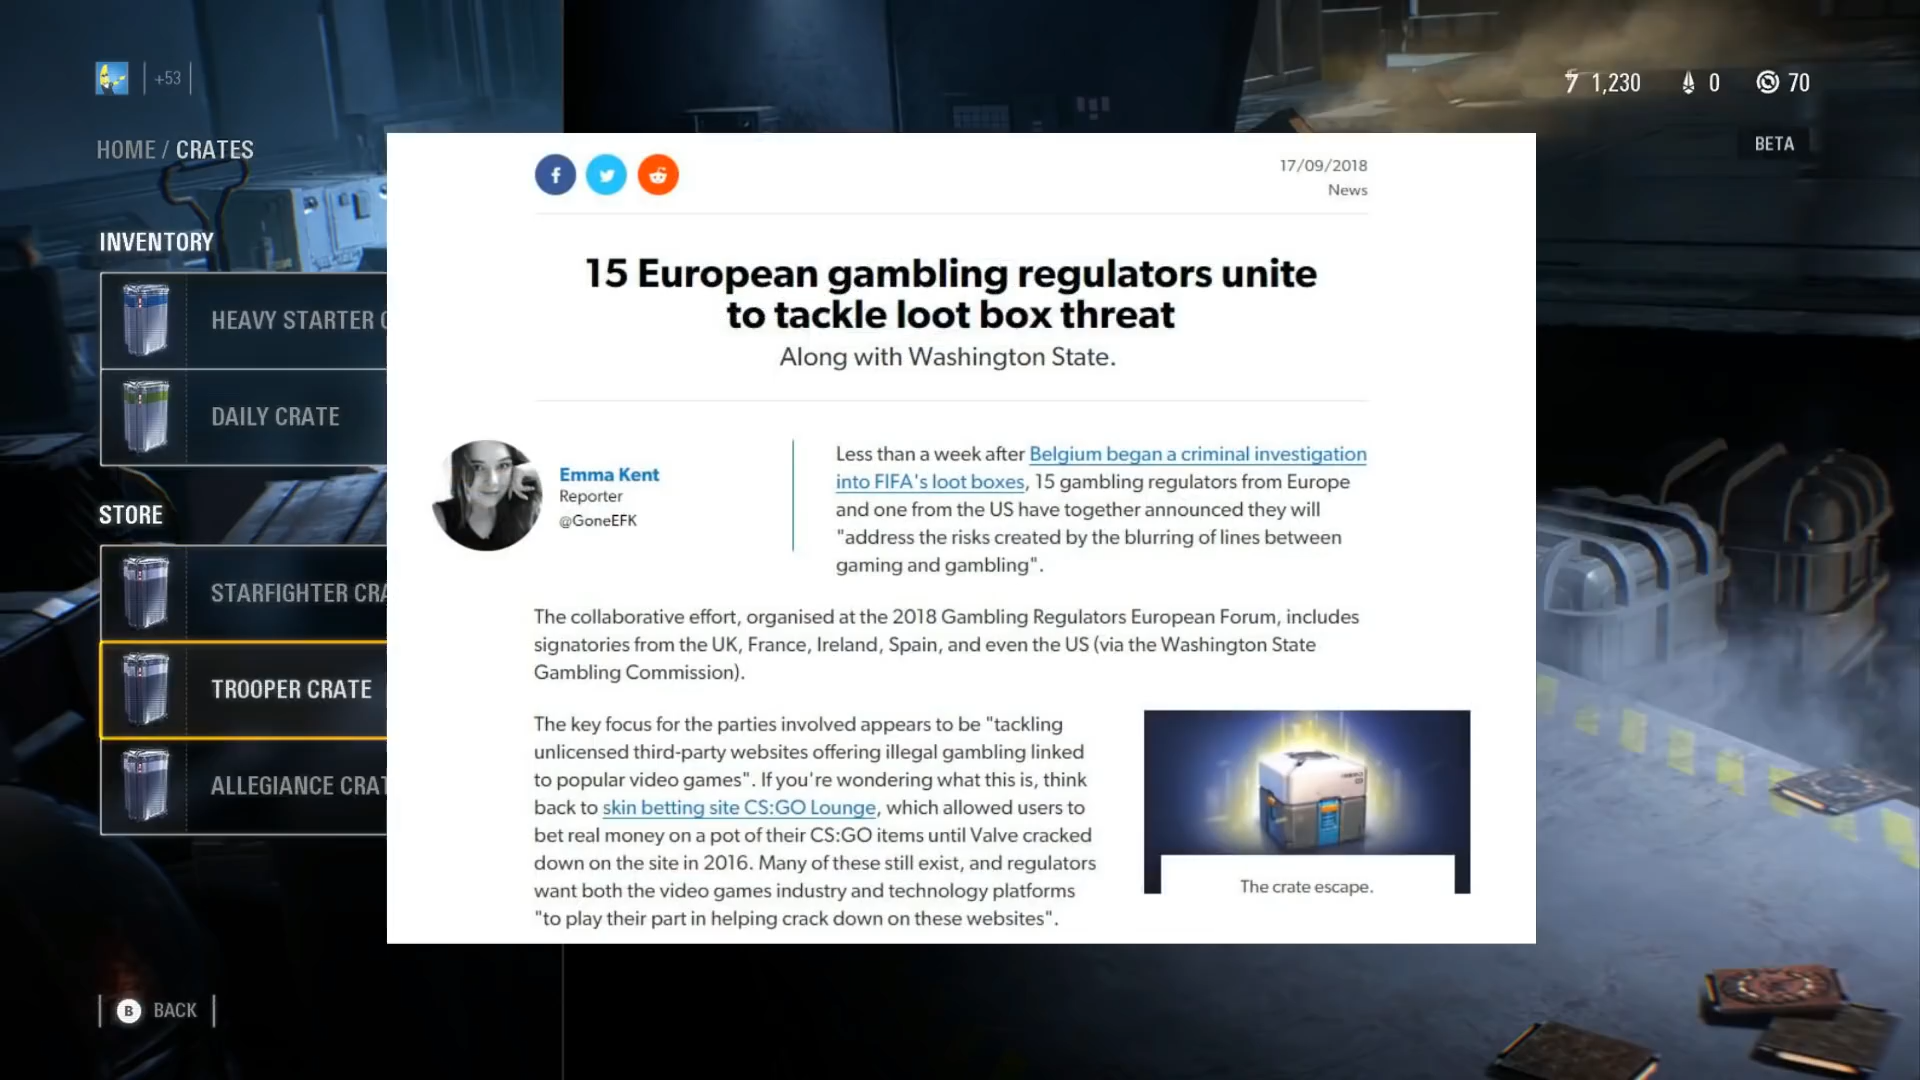 +53
7 1,230 0 70
BETA
HOME / CRATES
INVENTORY
HEAVY STARTER
DAILY CRATE
STORE
STARFIGHTER CRA
TROOPER CRATE
ALLEGIANCE CRAT
B BACK
17/09/2018
News
15 European gambling regulators unite
to tackle loot box threat
Along with Washington State.
Emma Kent
Reporter
@GoneEFK
Less than a week after Belgium began a criminal investigation
into FIFA's loot boxes, 15 gambling regulators from Europe
and one from the US have together announced they will
"address the risks created by the blurring of lines between
gaming and gambling".
The collaborative effort, organised at the 2018 Gambling Regulators European Forum, includes
signatories from the UK, France, Ireland, Spain, and even the US (via the Washington State
Gambling Commission).
The key focus for the parties involved appears to be "tackling
unlicensed third-party websites offering illegal gambling linked
to popular video games". If you're wondering what this is, think
back to skin betting site CS:GO Lounge, which allowed users to
bet real money on a pot of their CS:GO items until Valve cracked
down on the site in 2016. Many of these still exist, and regulators
want both the video games industry and technology platforms
"to play their part in helping crack down on these websites".
The crate escape.